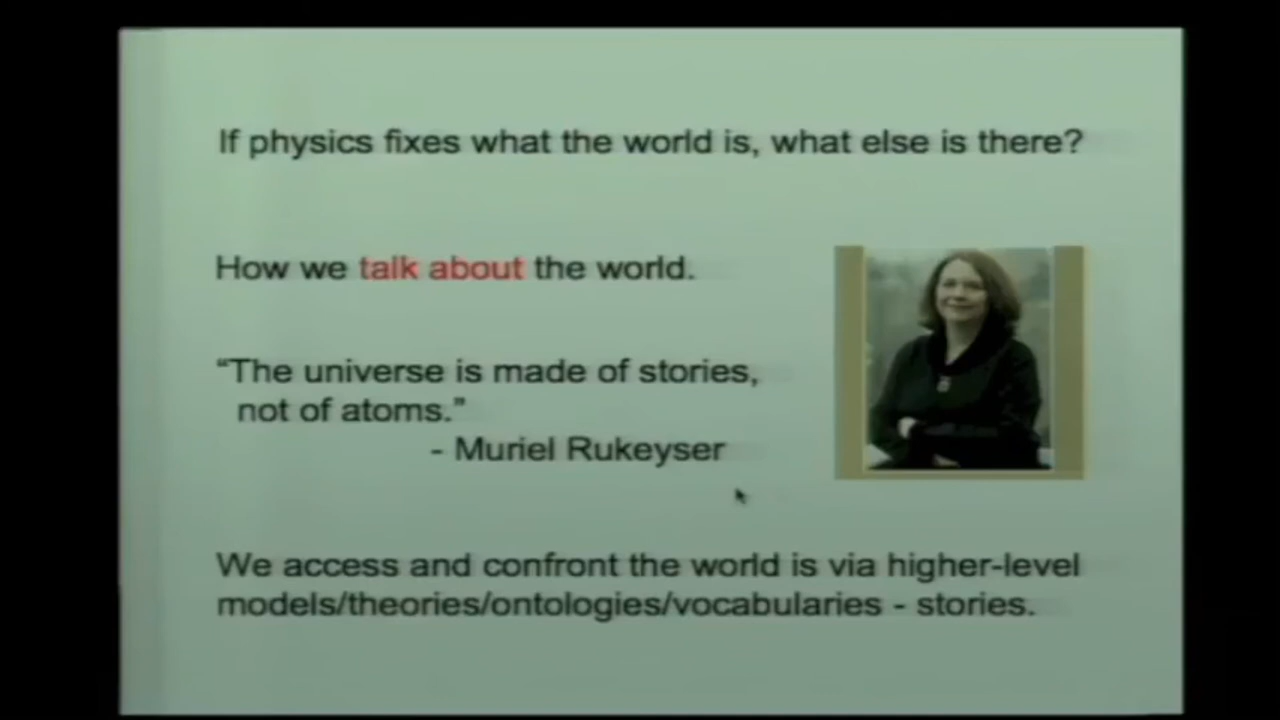 If physics fixes what the world is, what else is there?
How we talk about the world.
“The universe is made of stories,
not of atoms.”
- Muriel Rukeyser
We access and confront the world is via higher-level
models/theories/ontologies/vocabularies - stories.